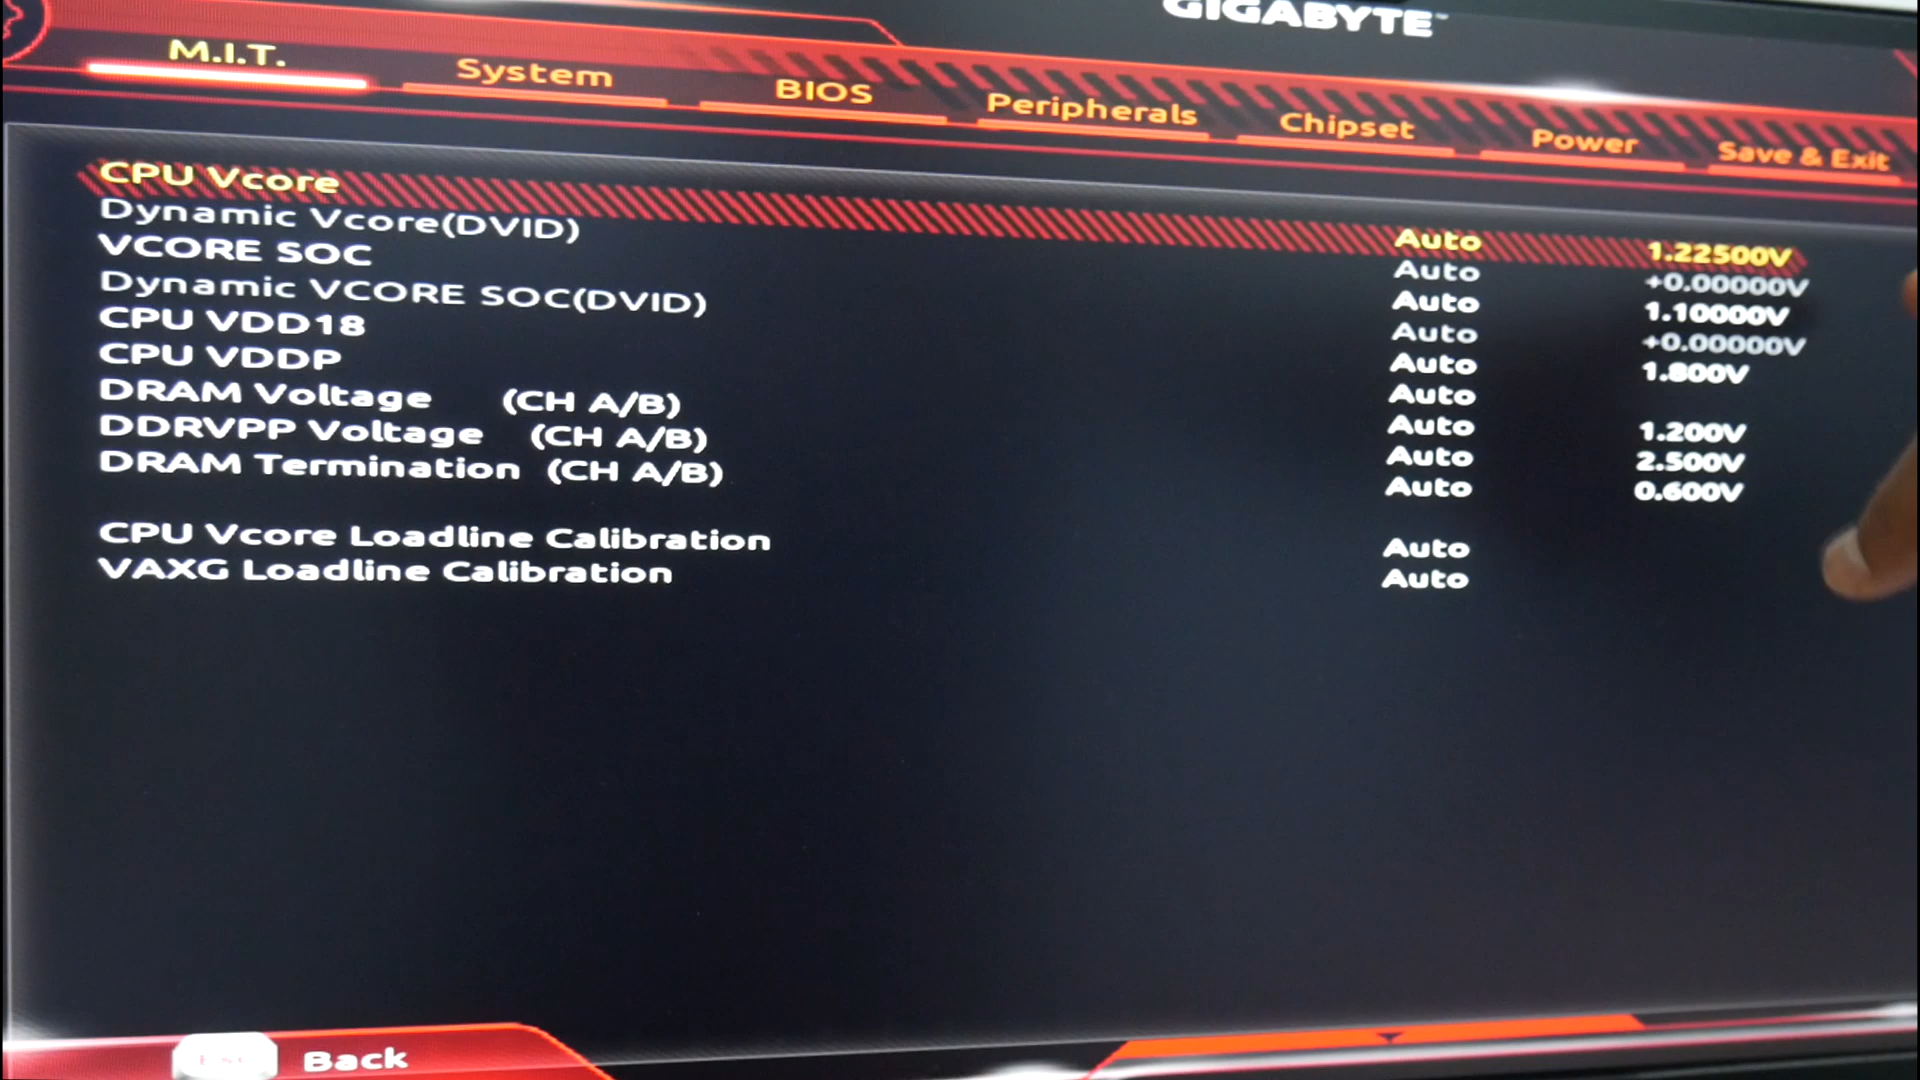 GIGABYTE™
M.I.T. System BIOS Peripherals Chipset Power Save & Exit
CPU Vcore Auto 1.22500V
Dynamic Vcore(DVID) Auto +0.00000V
VCORE SOC Auto 1.10000V
Dynamic VCORE SOC(DVID) Auto +0.00000V
CPU VDD18 Auto 1.800V
CPU VDDP Auto
DRAM Voltage (CH A/B) Auto 1.200V
DDRVPP Voltage (CH A/B) Auto 2.500V
DRAM Termination (CH A/B) Auto 0.600V
CPU Vcore Loadline Calibration Auto
VAXG Loadline Calibration Auto
ESC Back